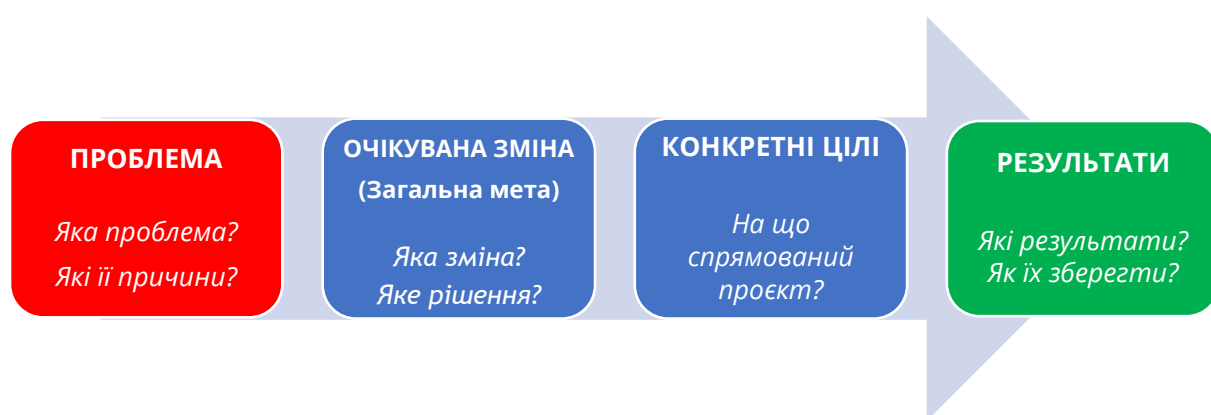 ПРОБЛЕМА
Яка проблема?
Які її причини?
ОЧІКУВАНА ЗМІНА
(Загальна мета)
Яка зміна?
Яке рішення?
КОНКРЕТНІ ЦІЛІ
На що
спрямований
проєкт?
РЕЗУЛЬТАТИ
Які результати?
Як їх зберегти?